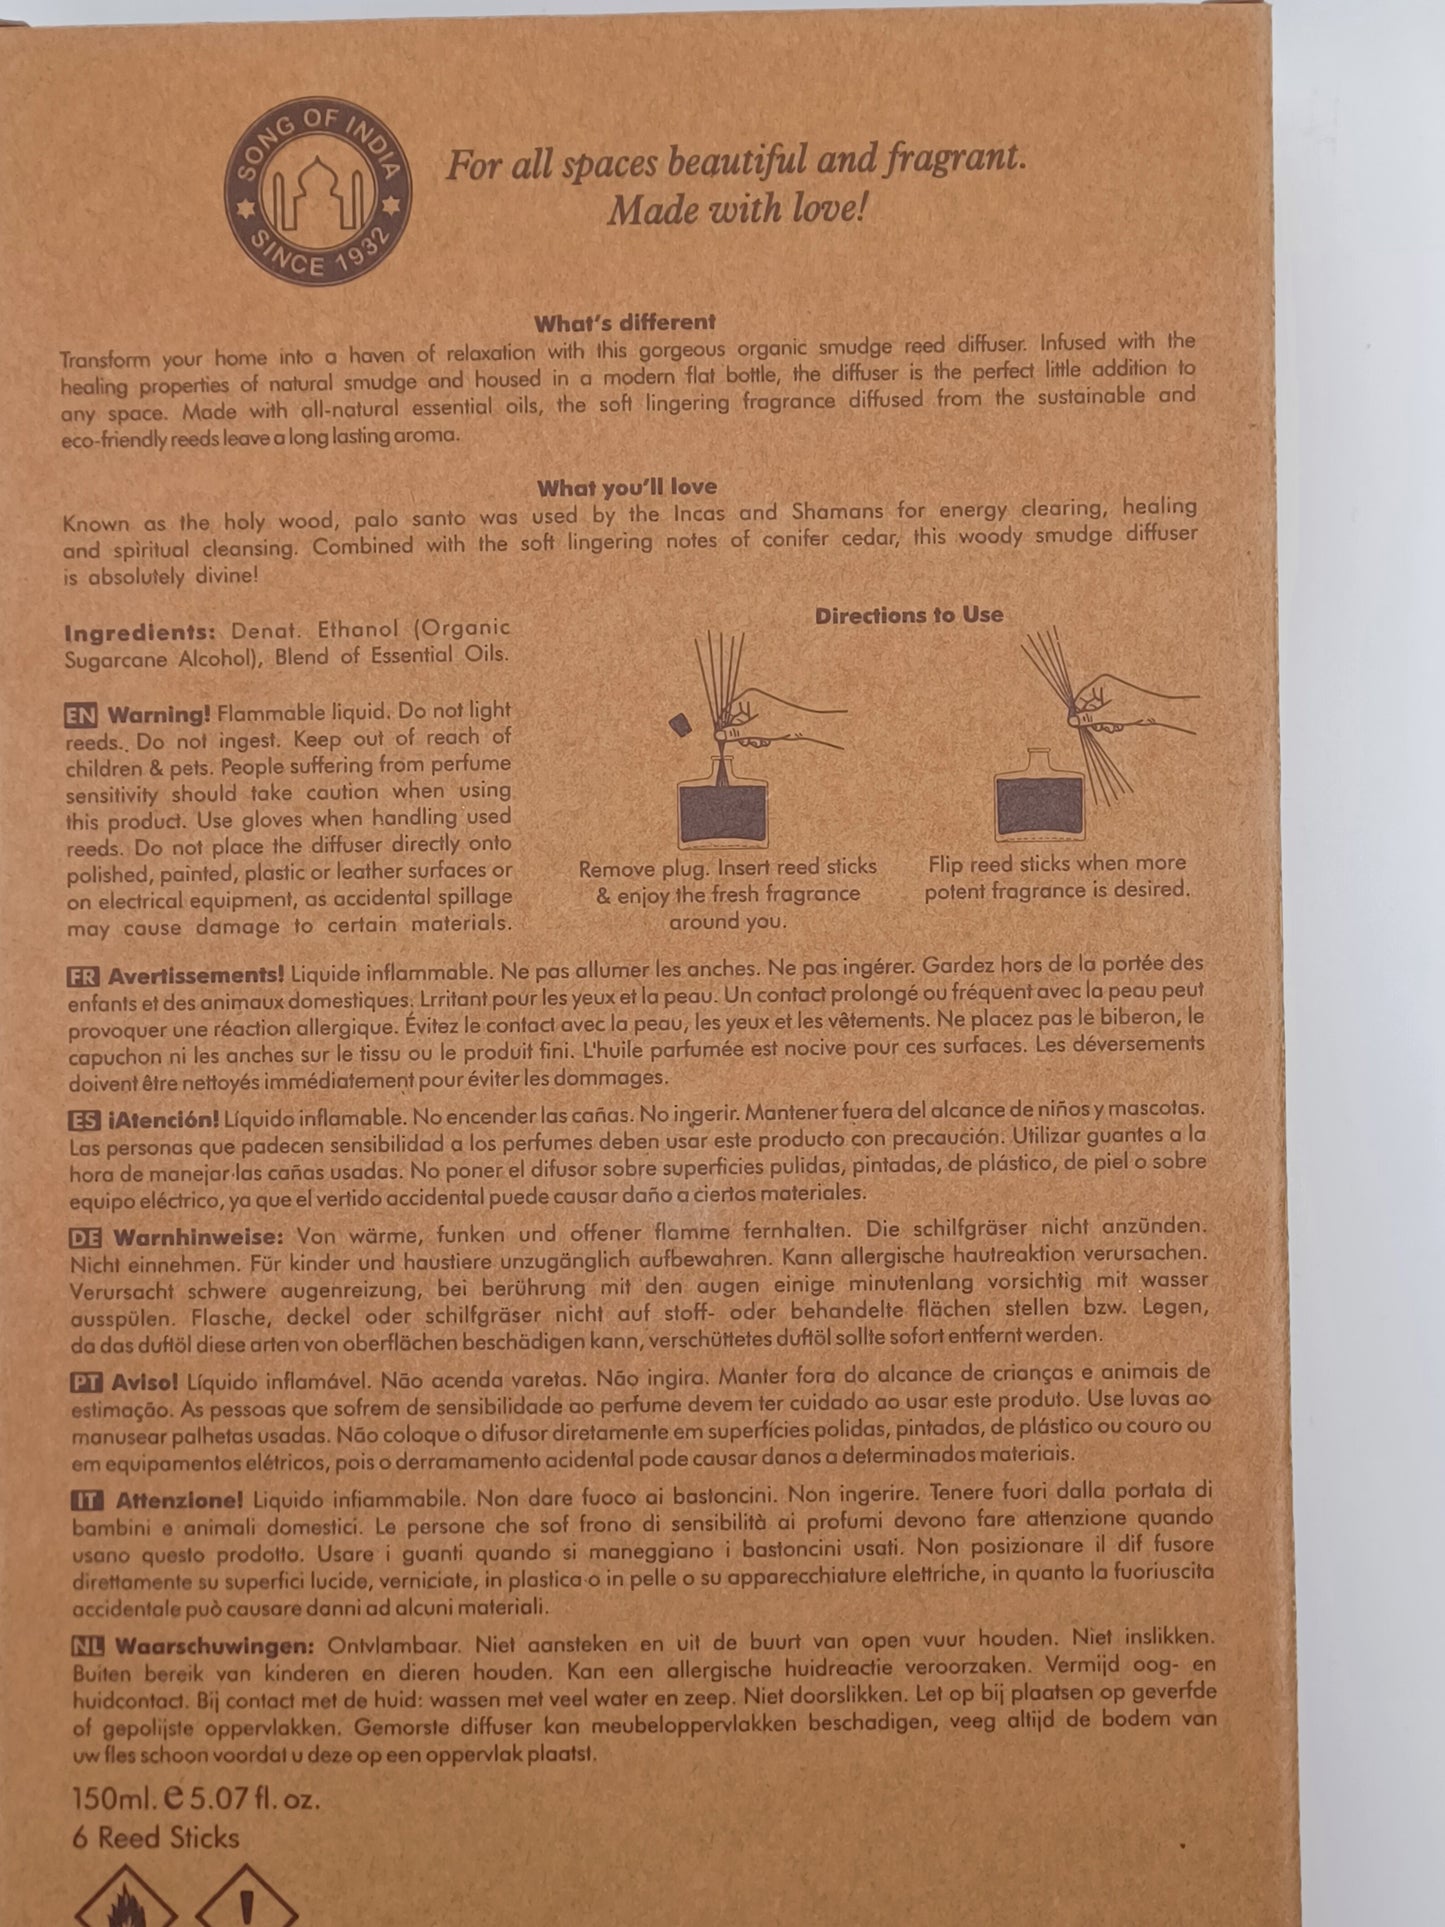 SONG OF INDIA
SINCE 1932
For all spaces beautiful and fragrant.
Made with love!
What's different
Transform your home into a haven of relaxation with this gorgeous organic smudge reed diffuser. Infused with the
healing properties of natural smudge and housed in a modern flat bottle, the diffuser is the perfect little addition to
any space. Made with all-natural essential oils, the soft lingering fragrance diffused from the sustainable and
eco-friendly reeds leave a long lasting aroma.
What you'll love
Known as the holy wood, palo santo was used by the Incas and Shamans for energy clearing, healing
and spiritual cleansing. Combined with the soft lingering notes of conifer cedar, this woody smudge diffuser
is absolutely divine!
Ingredients: Denat. Ethanol (Organic
Sugarcane Alcohol), Blend of Essential Oils.
EN Warning! Flammable liquid. Do not light
reeds.. Do not ingest. Keep out of reach of
children & pets. People suffering from perfume
sensitivity should take caution when using
this product. Use gloves when handling used
reeds. Do not place the diffuser directly onto
polished, painted, plastic or leather surfaces or
on electrical equipment, as accidental spillage
may cause damage to certain materials.
Directions to Use
Remove plug. Insert reed sticks
& enjoy the fresh fragrance
around you.
Flip reed sticks when more
potent fragrance is desired.
FR Avertissements! Liquide inflammable. Ne pas allumer les anches. Ne pas ingérer. Gardez hors de la portée des
enfants et des animaux domestiques. Lrritant pour les yeux et la peau. Un contact prolongé ou fréquent avec la peau peut
provoquer une réaction allergique. Évitez le contact avec la peau, les yeux et les vêtements. Ne placez pas le biberon, le
capuchon ni les anches sur le tissu ou le produit fini. L'huile parfumée est nocive pour ces surfaces. Les déversements
doivent être nettoyés immédiatement pour éviter les dommages.
ES ¡Atención! Líquido inflamable. No encender las cañas. No ingerir. Mantener fuera del alcance de niños y mascotas.
Las personas que padecen sensibilidad a los perfumes deben usar este producto con precaución. Utilizar guantes a la
hora de manejar las cañas usadas. No poner el difusor sobre superficies pulidas, pintadas, de plástico, de piel o sobre
equipo eléctrico, ya que el vertido accidental puede causar daño a ciertos materiales.
DE Warnhinweise: Von wärme, funken und offener flamme fernhalten. Die schilfgräser nicht anzünden.
Nicht einnehmen. Für kinder und haustiere unzugänglich aufbewahren. Kann allergische hautreaktion verursachen.
Verursacht schwere augenreizung, bei berührung mit den augen einige minutenlang vorsichtig mit wasser
ausspülen. Flasche, deckel oder schilfgräser nicht auf stoff- oder behandelte flächen stellen bzw. Legen,
da das duftöl diese arten von oberflächen beschädigen kann, verschüttetes duftöl sollte sofort entfernt werden.
PT Aviso! Líquido inflamável. Não acenda varetas. Não ingira. Manter fora do alcance de crianças e animais de
estimação. As pessoas que sofrem de sensibilidade ao perfume devem ter cuidado ao usar este produto. Use luvas ao
manusear palhetas usadas. Não coloque o difusor diretamente em superfícies polidas, pintadas, de plástico ou couro ou
em equipamentos elétricos, pois o derramamento acidental pode causar danos a determinados materiais.
IT Attenzione! Liquido infiammabile. Non dare fuoco ai bastoncini. Non ingerire. Tenere fuori dalla portata di
bambini e animali domestici. Le persone che sof frono di sensibilità ai profumi devono fare attenzione quando
usano questo prodotto. Usare i guanti quando si maneggiano i bastoncini usati. Non posizionare il dif fusore
direttamente su superfici lucide, verniciate, in plastica o in pelle o su apparecchiature elettriche, in quanto la fuoriuscita
accidentale può causare danni ad alcuni materiali.
NL Waarschuwingen: Ontvlambaar. Niet aansteken en uit de buurt van open vuur houden. Niet inslikken.
Buiten bereik van kinderen en dieren houden. Kan een allergische huidreactie veroorzaken. Vermijd oog- en
huidcontact. Bij contact met de huid: wassen met veel water en zeep. Niet doorslikken. Let op bij plaatsen op geverfde
of gepolijste oppervlakken. Gemorste diffuser kan meubeloppervlakken beschadigen, veeg altijd de bodem van
uw fles schoon voordat u deze op een oppervlak plaatst.
150ml. e 5.07 fl. oz.
6 Reed Sticks